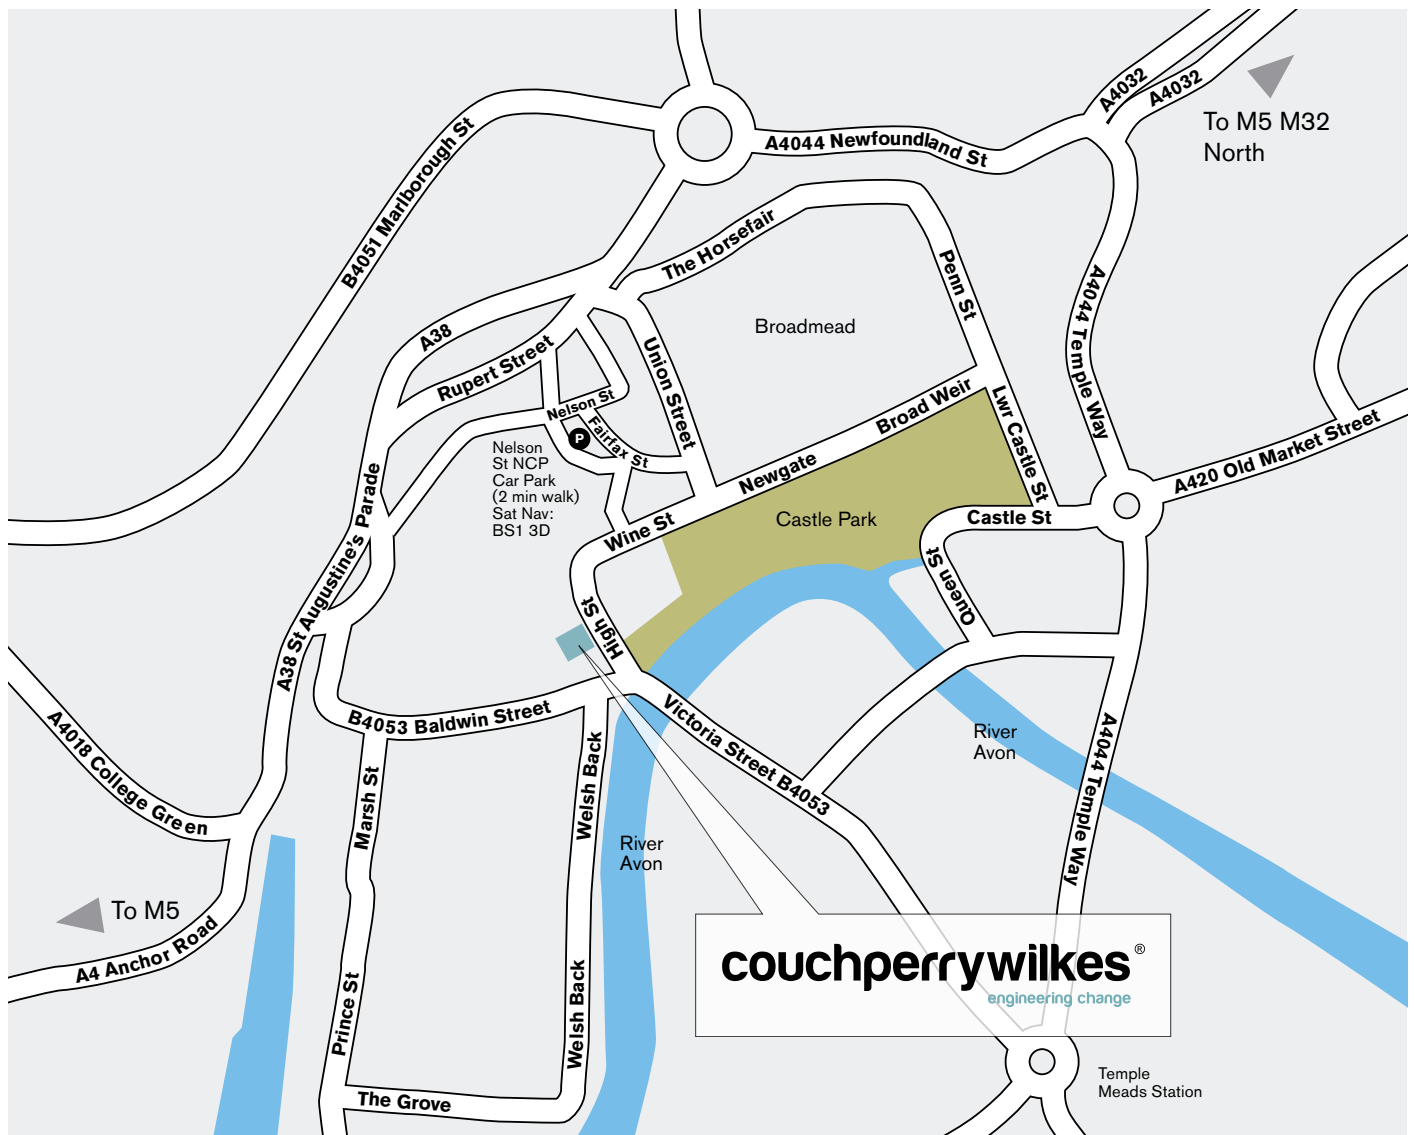 A4032
A4032
To M5 M32
North
A4044 Newfoundland St
B4051 Marlborough St
The Horsefair
Penn St
A4044 Temple Way
A38
Rupert Street
Broadmead
Union Street
Nelson St
Fairfax St
P
Nelson
St NCP
Car Park
(2 min walk)
Sat Nav:
BS1 3D
Broad Weir
Newgate
Lwr Castle St
A420 Old Market Street
Wine St
Castle Park
Castle St
Queen St
A38 St Augustine's Parade
High St
B4053 Baldwin Street
Victoria Street B4053
River
Avon
A4018 College Green
Marsh St
Welsh Back
River
Avon
A4044 Temple Way
To M5
A4 Anchor Road
couchperrywilkes®
engineering change
Prince St
Welsh Back
The Grove
Temple
Meads Station